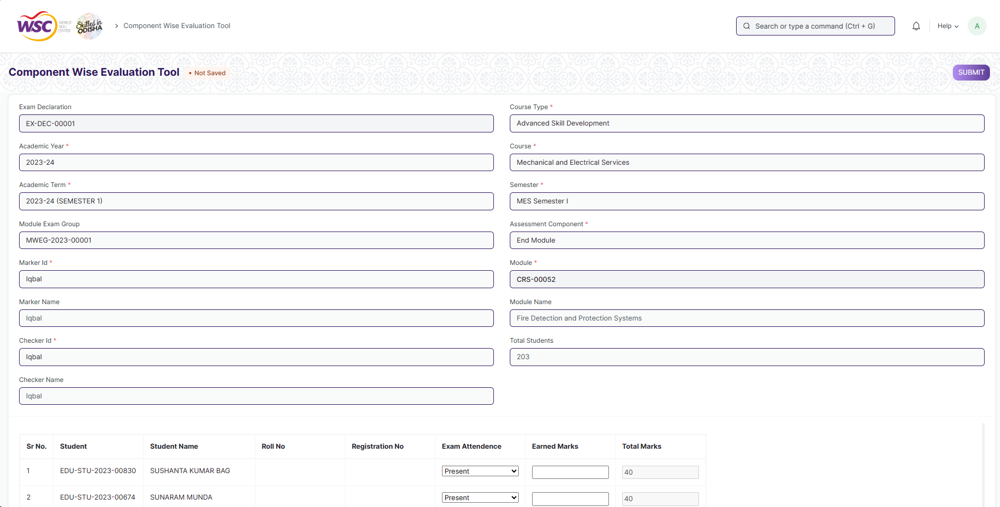 WSC WORLD SKILL CENTER Skilled in ODISHA
Component Wise Evaluation Tool
Search or type a command (Ctrl + G)
Help
A
Component Wise Evaluation Tool
• Not Saved
SUBMIT
Exam Declaration
EX-DEC-00001
Academic Year *
2023-24
Academic Term *
2023-24 (SEMESTER 1)
Module Exam Group
MWEG-2023-00001
Marker Id *
Iqbal
Marker Name
Iqbal
Checker Id *
Iqbal
Checker Name
Iqbal
Course Type *
Advanced Skill Development
Course *
Mechanical and Electrical Services
Semester *
MES Semester I
Assessment Component *
End Module
Module *
CRS-00052
Module Name
Fire Detection and Protection Systems
Total Students
203
Sr No. Student Student Name Roll No Registration No Exam Attendence Earned Marks Total Marks
1 EDU-STU-2023-00830 SUSHANTA KUMAR BAG Present 40
2 EDU-STU-2023-00674 SUNARAM MUNDA Present 40